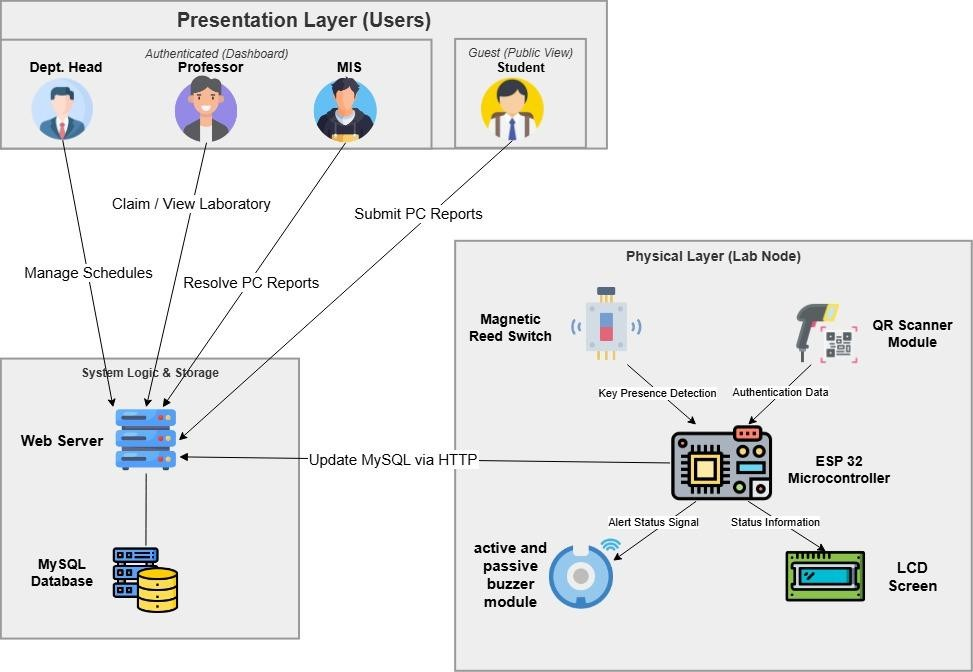 Presentation Layer (Users)
Authenticated (Dashboard)
Guest (Public View)
Dept. Head
Professor
MIS
Student
Claim / View Laboratory
Submit PC Reports
Manage Schedules
Resolve PC Reports
Physical Layer (Lab Node)
Magnetic
Reed Switch
QR Scanner
Module
System Logic & Storage
Key Presence Detection
Authentication Data
Web Server
Update MySQL via HTTP
ESP 32
Microcontroller
Alert Status Signal
Status Information
active and
passive
buzzer
module
MySQL
Database
LCD
Screen